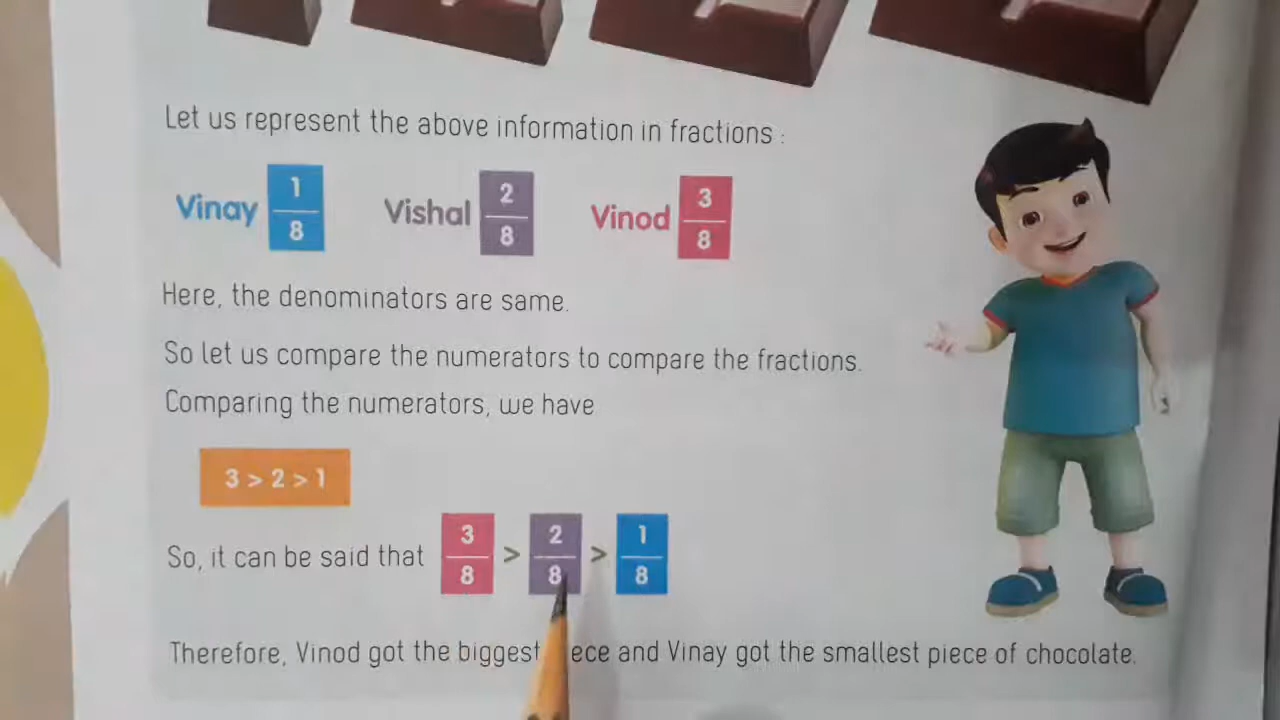 Let us represent the above information in fractions :
Vinay 1/8 Vishal 2/8 Vinod 3/8
Here, the denominators are same.
So let us compare the numerators to compare the fractions.
Comparing the numerators, we have
3 > 2 > 1
So, it can be said that 3/8 > 2/8 > 1/8
Therefore, Vinod got the biggest and Vinay got the smallest piece of chocolate.